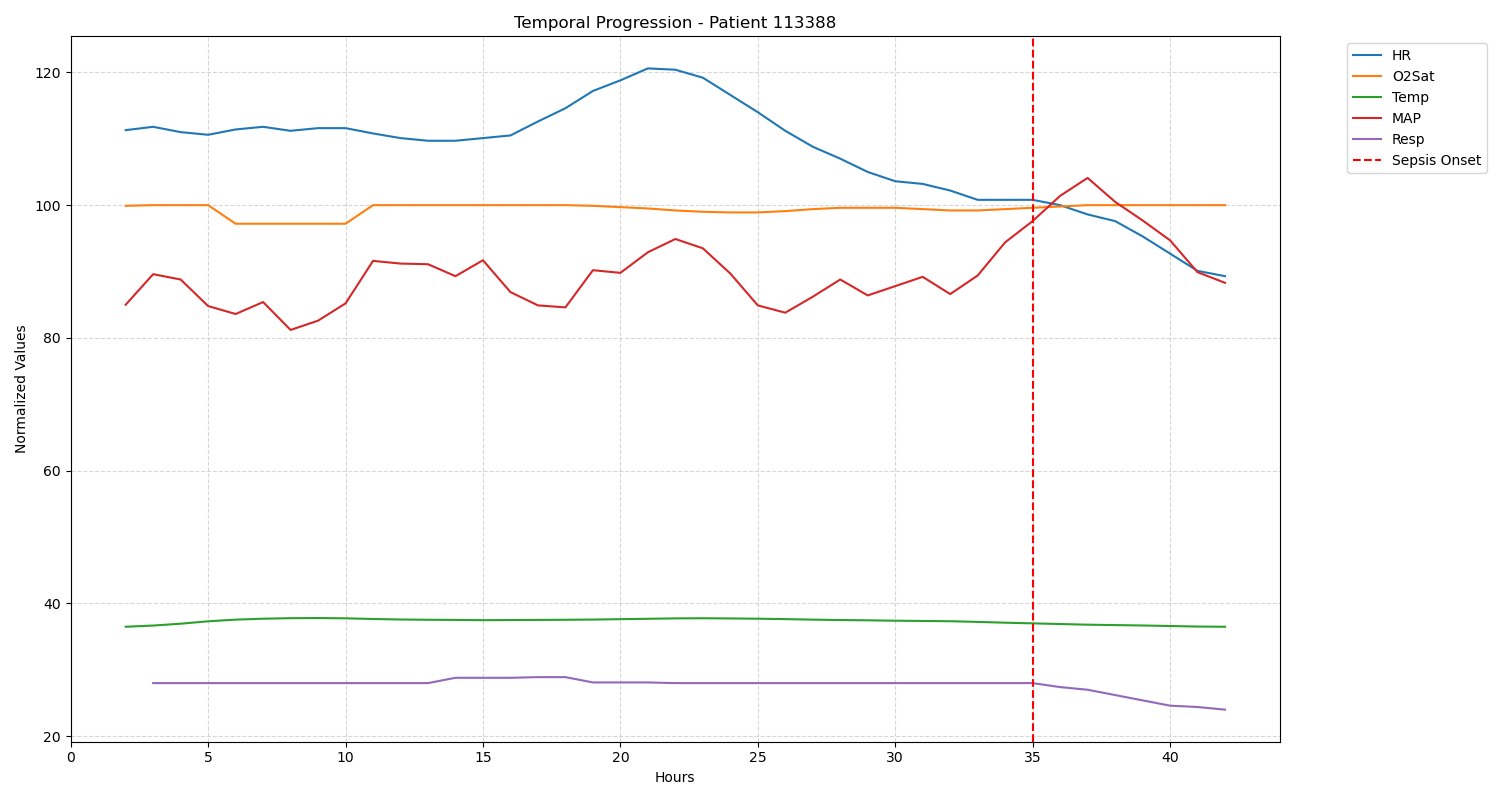 Temporal Progression - Patient 113388
Normalized Values
120
100
80
60
40
20
0 5 10 15 20 25 30 35 40
Hours
HR
O2Sat
Temp
MAP
Resp
Sepsis Onset